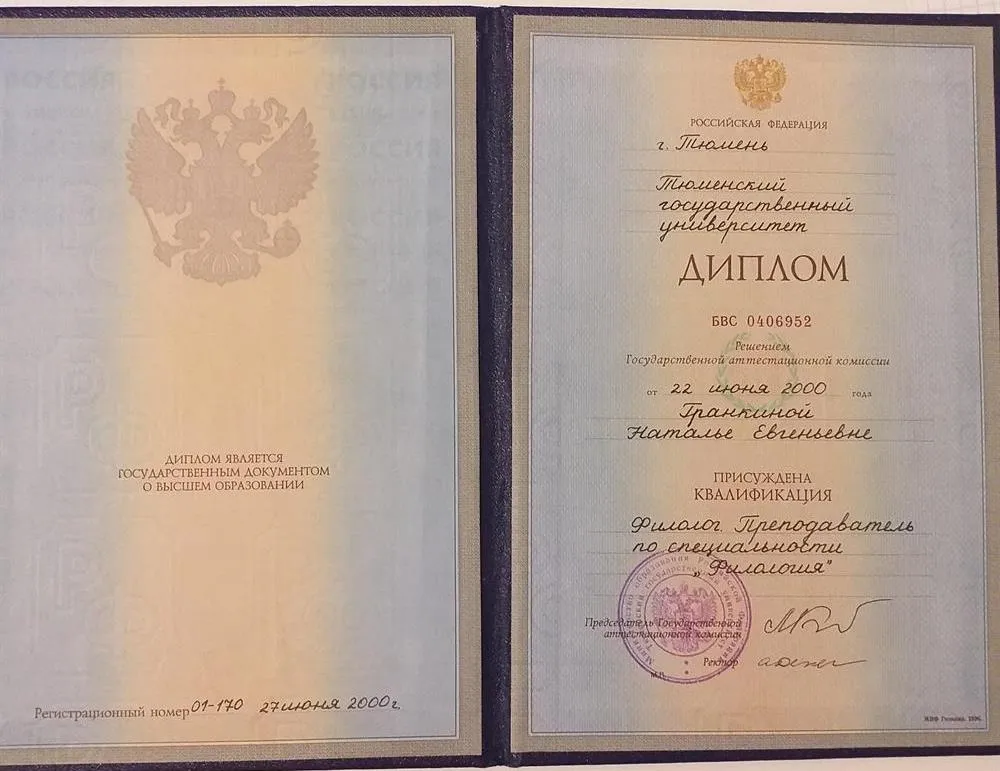 ДИПЛОМ ЯВЛЯЕТСЯ
ГОСУДАРСТВЕННЫМ ДОКУМЕНТОМ
О ВЫСШЕМ ОБРАЗОВАНИИ
Регистрационный номер 01-170 27 июня 2000 г.
РОССИЙСКАЯ ФЕДЕРАЦИЯ
г. Тюмень
Тюменский
государственный
университет
ДИПЛОМ
БВС 0406952
Решением
Государственной аттестационной комиссии
от 22 июня 2000 года
Гранкиной
Наталье Евгеньевне
ПРИСУЖДЕНА
КВАЛИФИКАЦИЯ
Филолог. Преподаватель
по специальности
„Филология"
Председатель Государственной
аттестационной комиссии
Ректор
М.П.